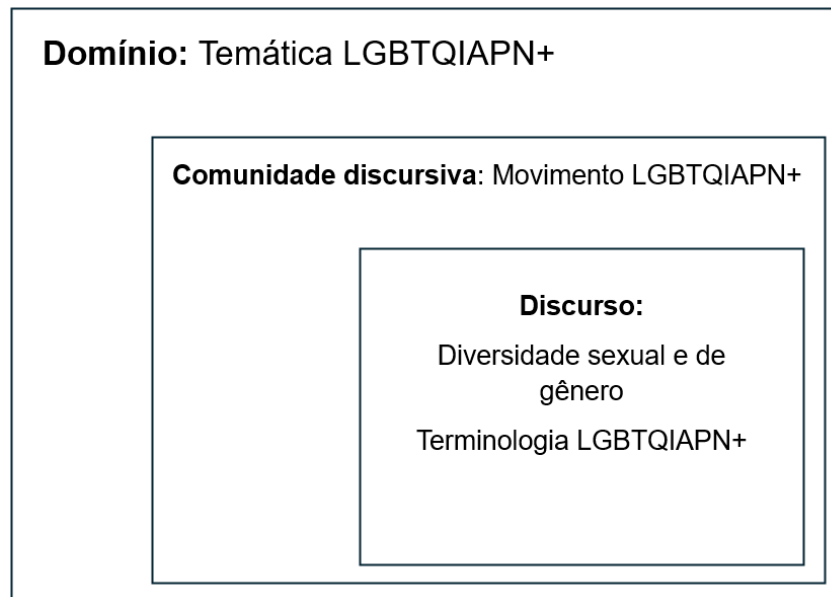 Domínio: Temática LGBTQIAPN+
Comunidade discursiva: Movimento LGBTQIAPN+
Discurso:
Diversidade sexual e de
gênero
Terminologia LGBTQIAPN+